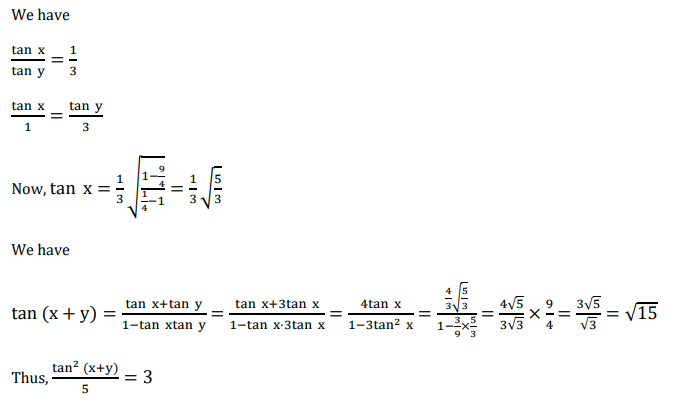 We have
tan x / tan y = 1/3
tan x / 1 = tan y / 3
Now, tan x = 1/3 √((1−9/4)/(1/4−1)) = 1/3 √(5/3)
We have
tan (x + y) = (tan x+tan y)/(1−tan xtan y) = (tan x+3tan x)/(1−tan x·3tan x) = (4tan x)/(1−3tan² x) = (4/3 √(5/3))/(1−3/9×5/3) = 4√5/3√3 × 9/4 = 3√5/√3 = √15
Thus, tan² (x+y) / 5 = 3